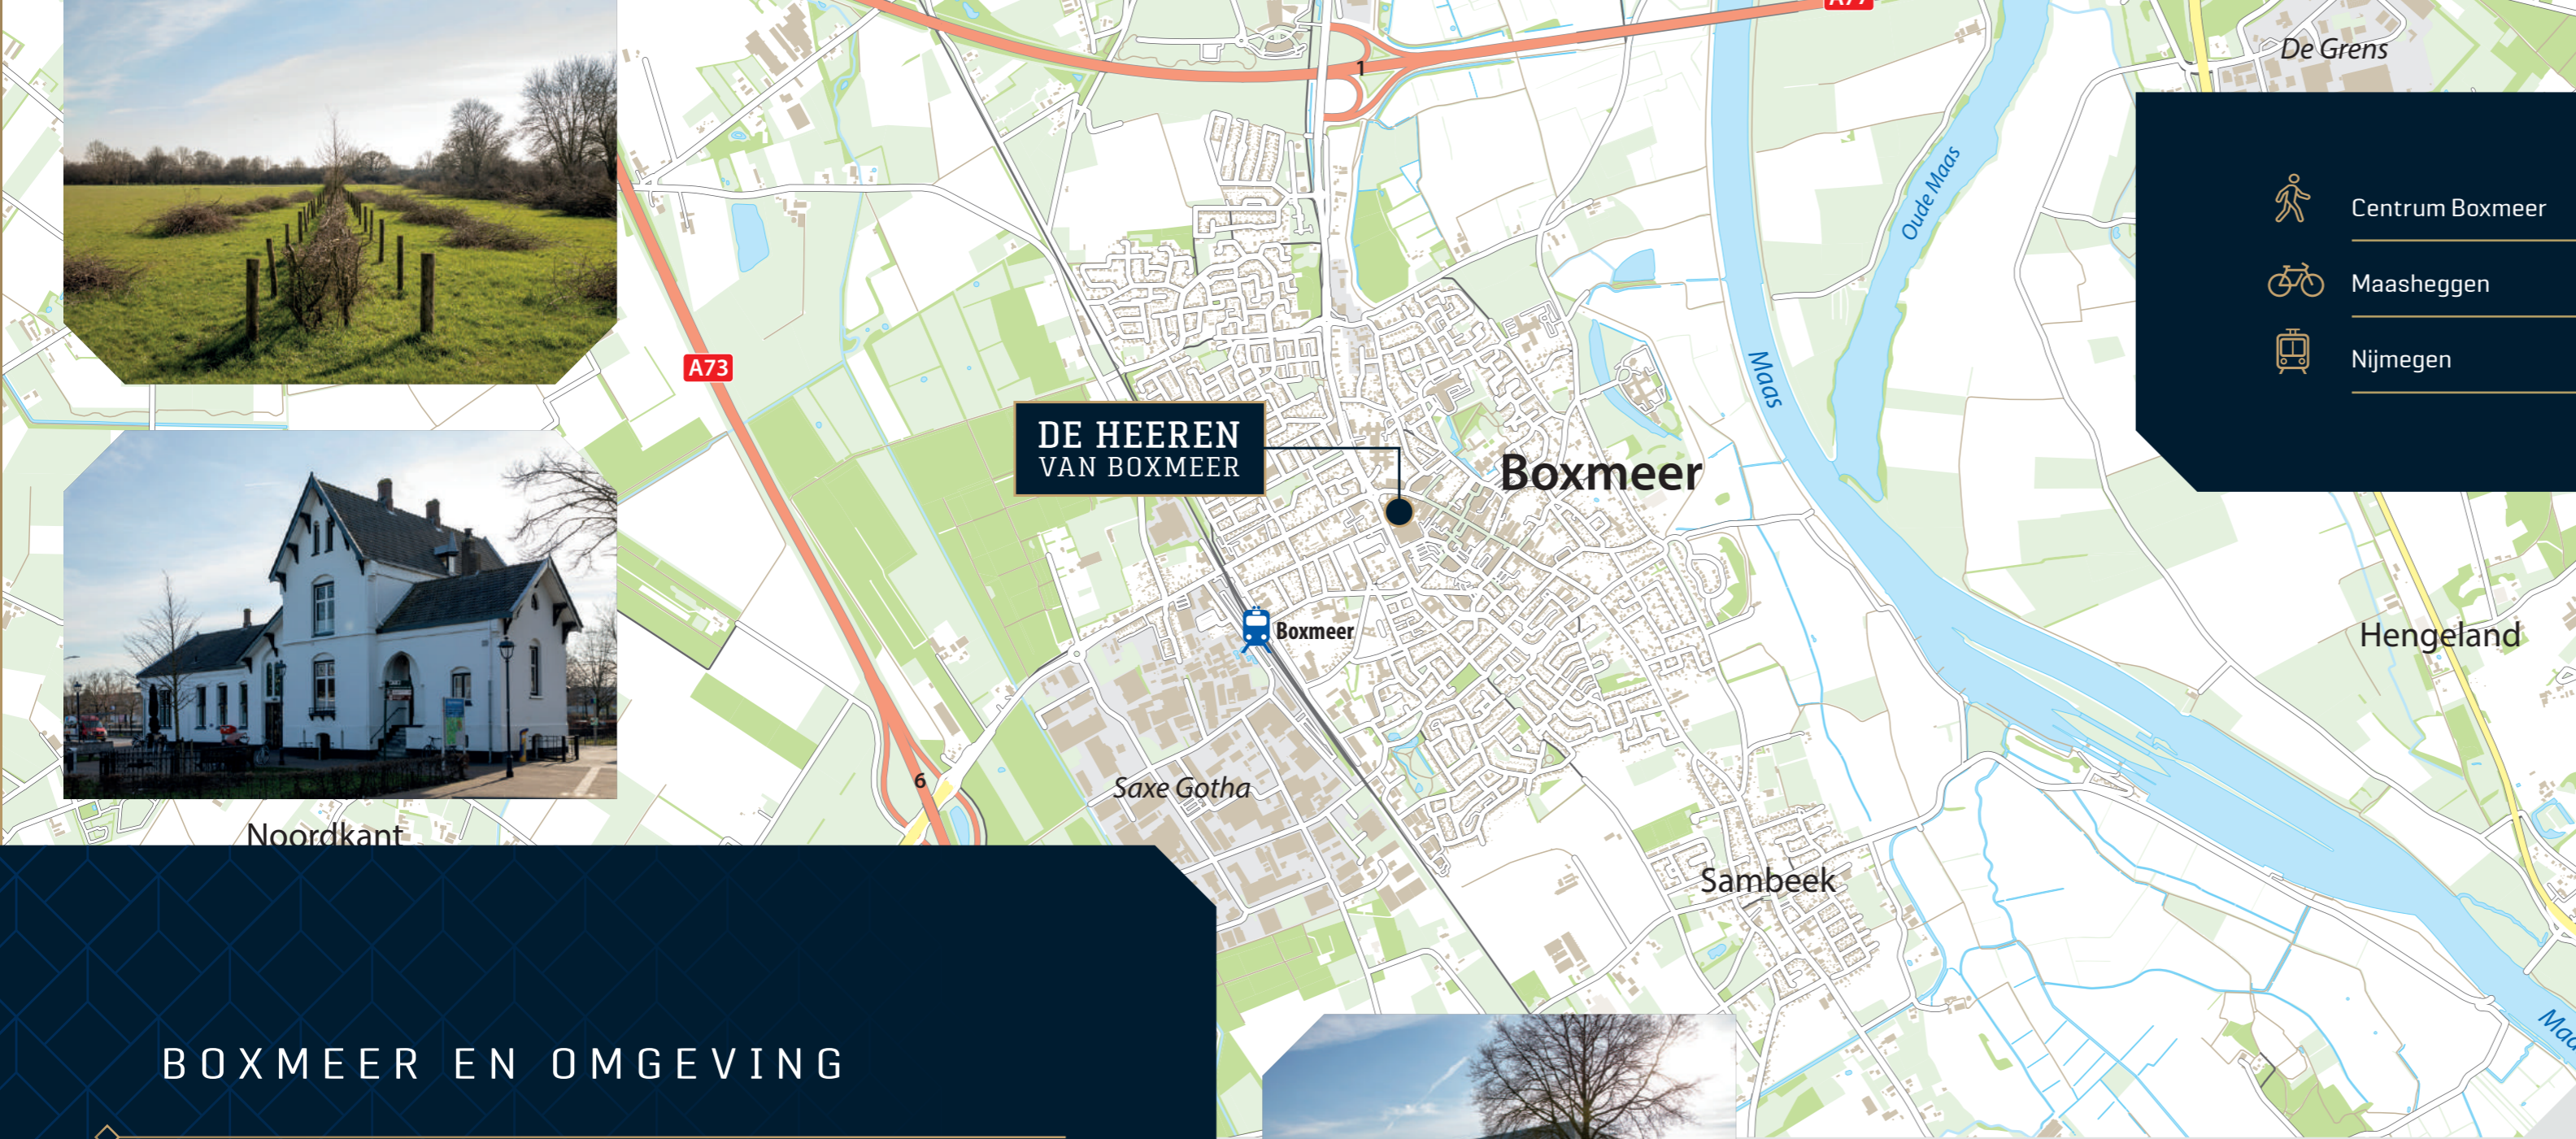 A77
De Grens
1
Oude Maas
Centrum Boxmeer
Maasheggen
Nijmegen
A73
Maas
DE HEEREN
VAN BOXMEER
Boxmeer
Boxmeer
Hengeland
6
Saxe Gotha
Noordkant
Sambeek
BOXMEER EN OMGEVING